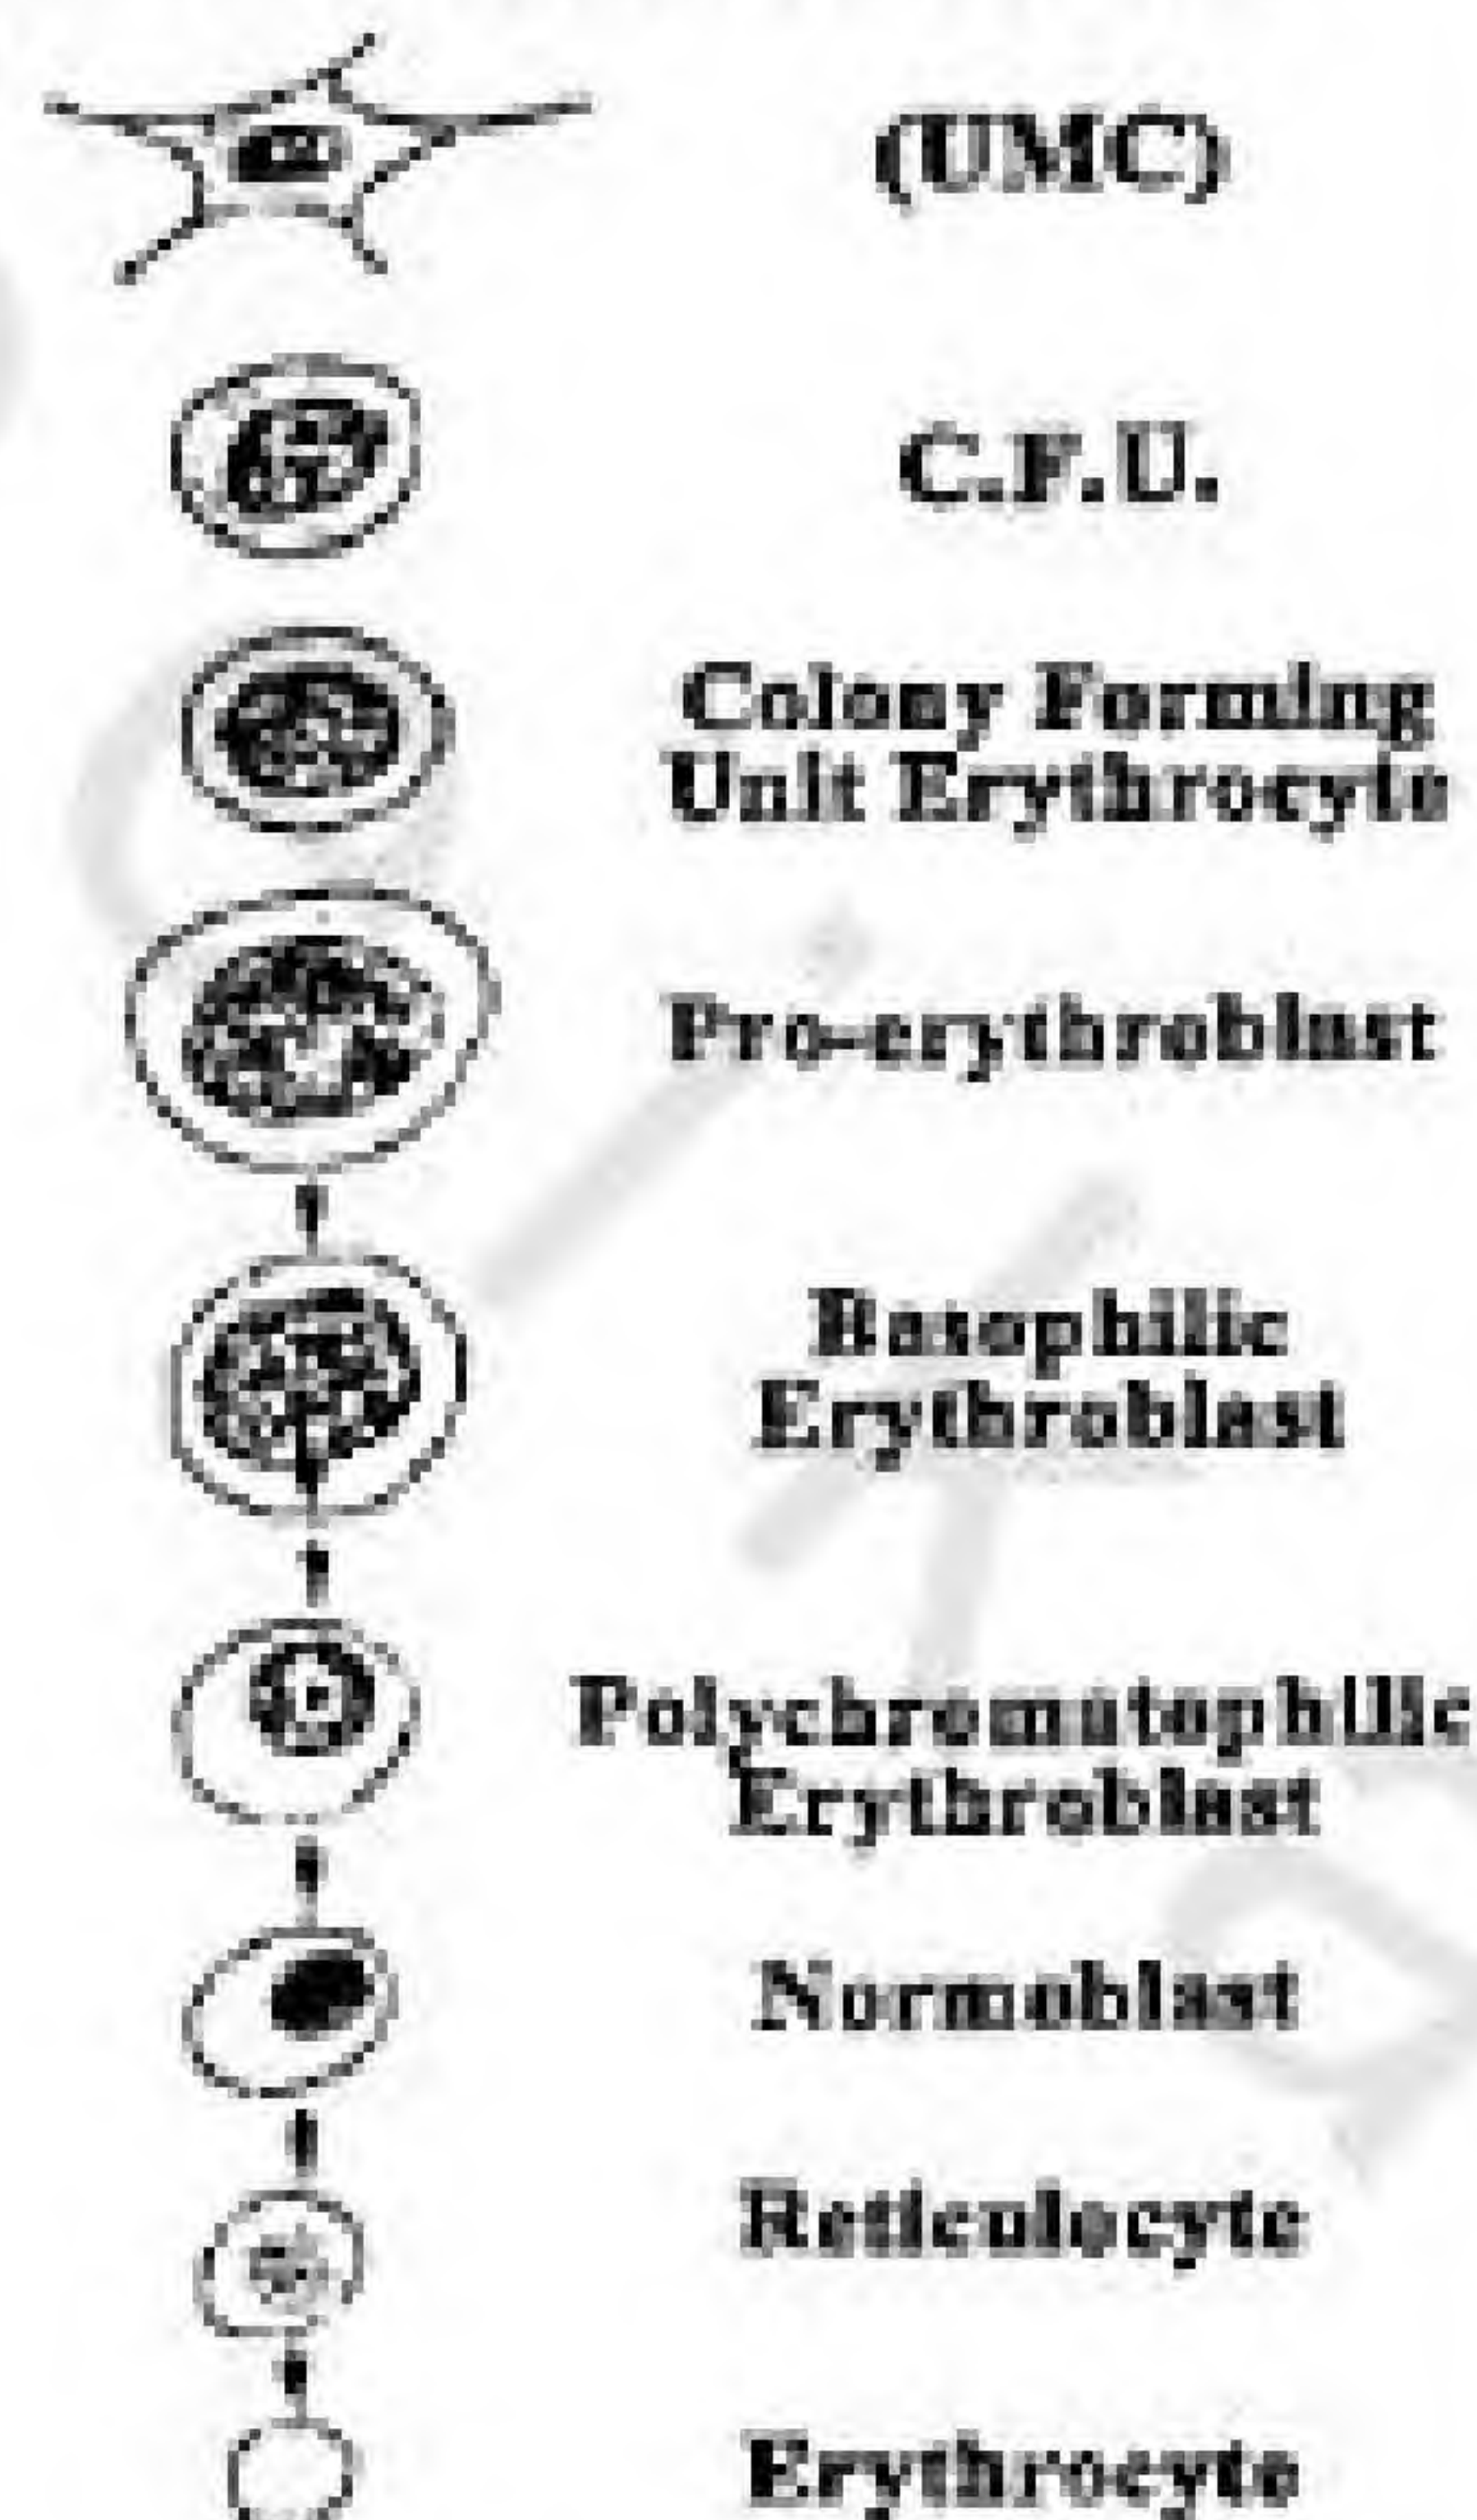 (UMC)
C.F.U.
Colony Forming
Unit Erythrocyte
Pro-erythroblast
Basophilic
Erythroblast
Polychromatophilic
Erythroblast
Normoblast
Reticulocyte
Erythrocyte